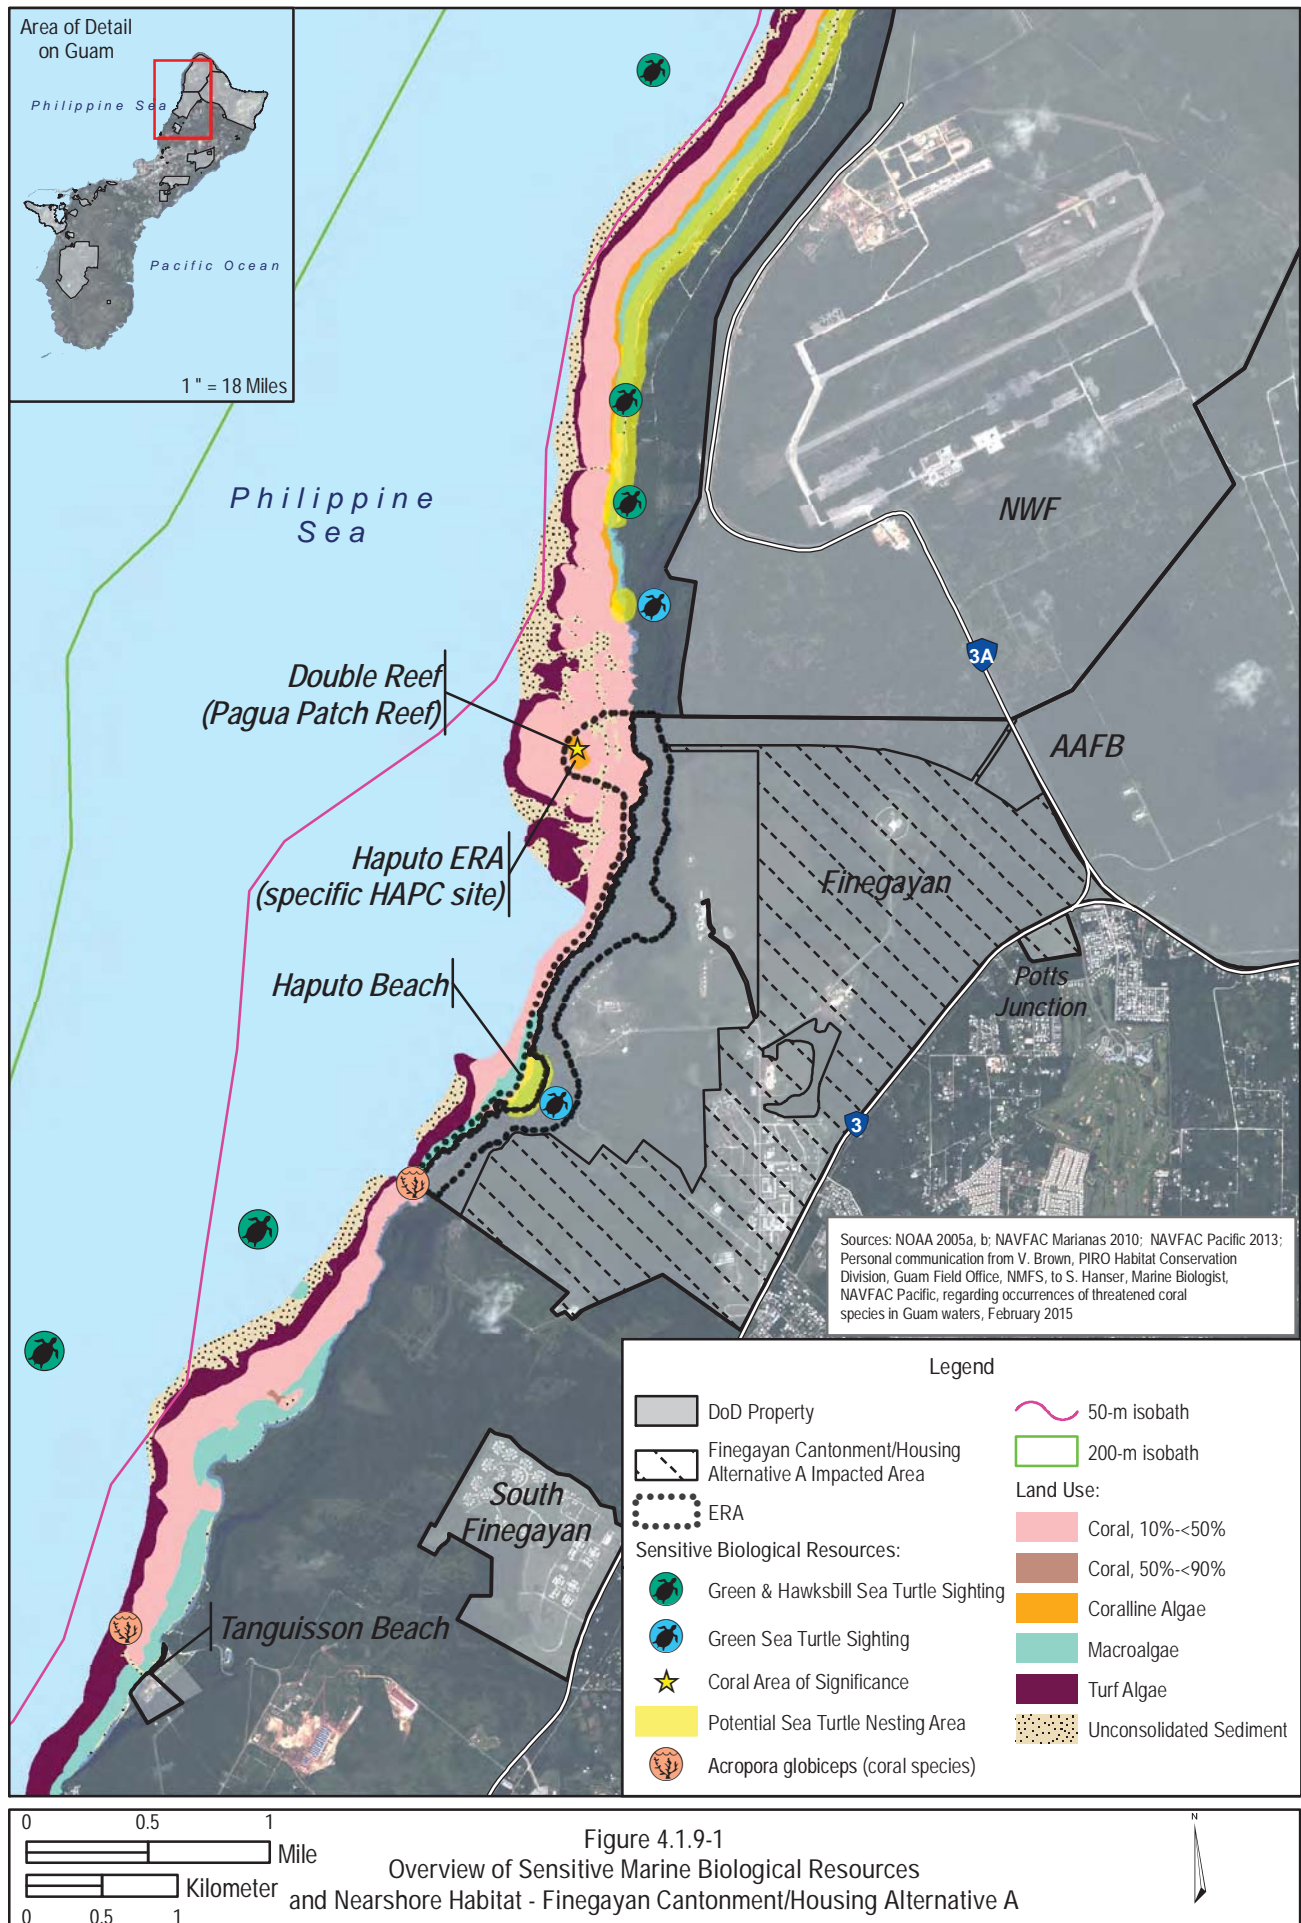 Area of Detail
on Guam
Philippine Sea
Pacific Ocean
1 " = 18 Miles
Philippine
Sea
NWF
3A
Double Reef
(Pagua Patch Reef)
AAFB
Haputo ERA
(specific HAPC site)
Finegayan
Haputo Beach
Potts
Junction
3
Sources: NOAA 2005a, b; NAVFAC Marianas 2010; NAVFAC Pacific 2013;
Personal communication from V. Brown, PIRO Habitat Conservation
Division, Guam Field Office, NMFS, to S. Hanser, Marine Biologist,
NAVFAC Pacific, regarding occurrences of threatened coral
species in Guam waters, February 2015
South
Finegayan
Tanguisson Beach
Legend
DoD Property
Finegayan Cantonment/Housing
Alternative A Impacted Area
ERA
Sensitive Biological Resources:
Green & Hawksbill Sea Turtle Sighting
Green Sea Turtle Sighting
Coral Area of Significance
Potential Sea Turtle Nesting Area
Acropora globiceps (coral species)
50-m isobath
200-m isobath
Land Use:
Coral, 10%-<50%
Coral, 50%-<90%
Coralline Algae
Macroalgae
Turf Algae
Unconsolidated Sediment
0 0.5 1
Mile
Kilometer
0 0.5 1
Figure 4.1.9-1
Overview of Sensitive Marine Biological Resources
and Nearshore Habitat - Finegayan Cantonment/Housing Alternative A
N